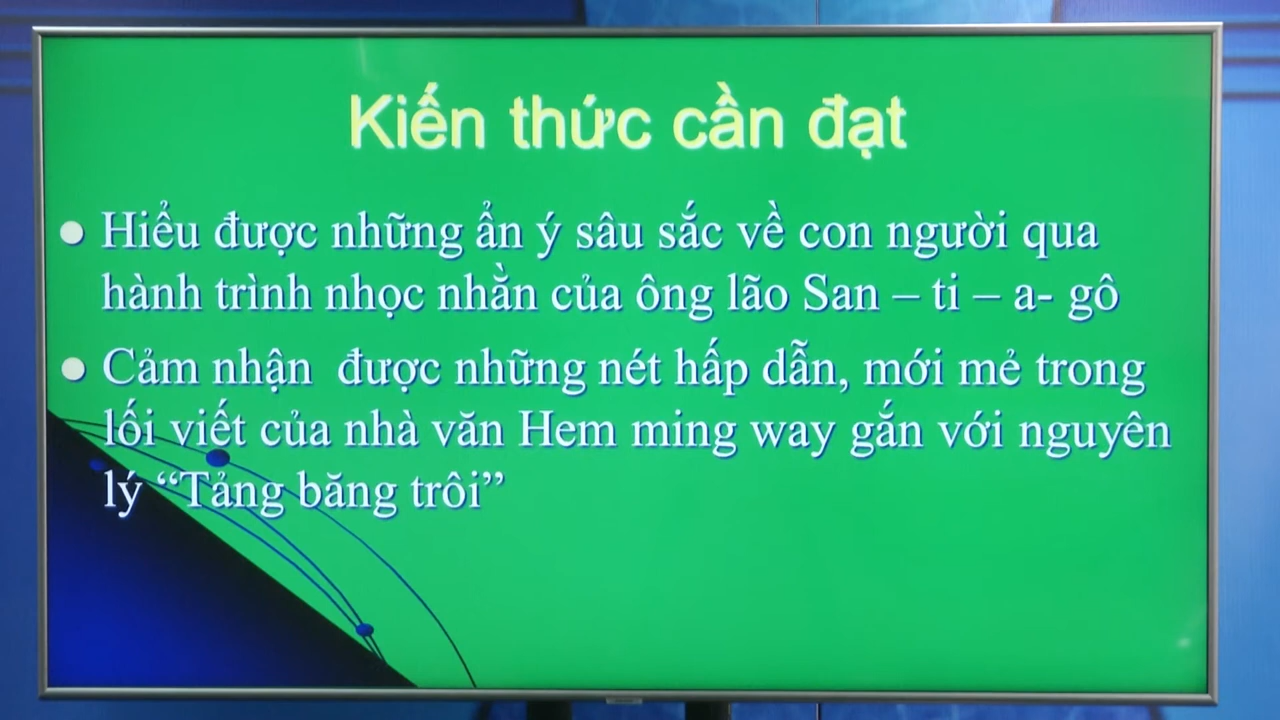 Kiến thức cần đạt
Hiểu được những ẩn ý sâu sắc về con người qua
hành trình nhọc nhằn của ông lão San – ti – a- gô
Cảm nhận được những nét hấp dẫn, mới mẻ trong
lối viết của nhà văn Hem ming way gắn với nguyên
lý “Tảng băng trôi”